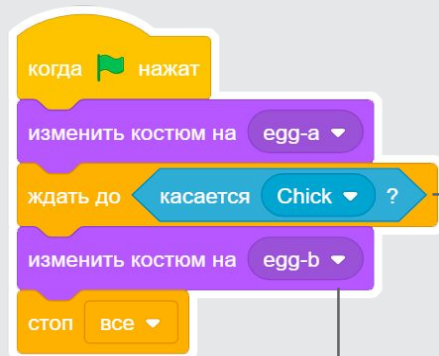 когда нажат
изменить костюм на egg-a
ждать до касается Chick ?
изменить костюм на egg-b
стоп все